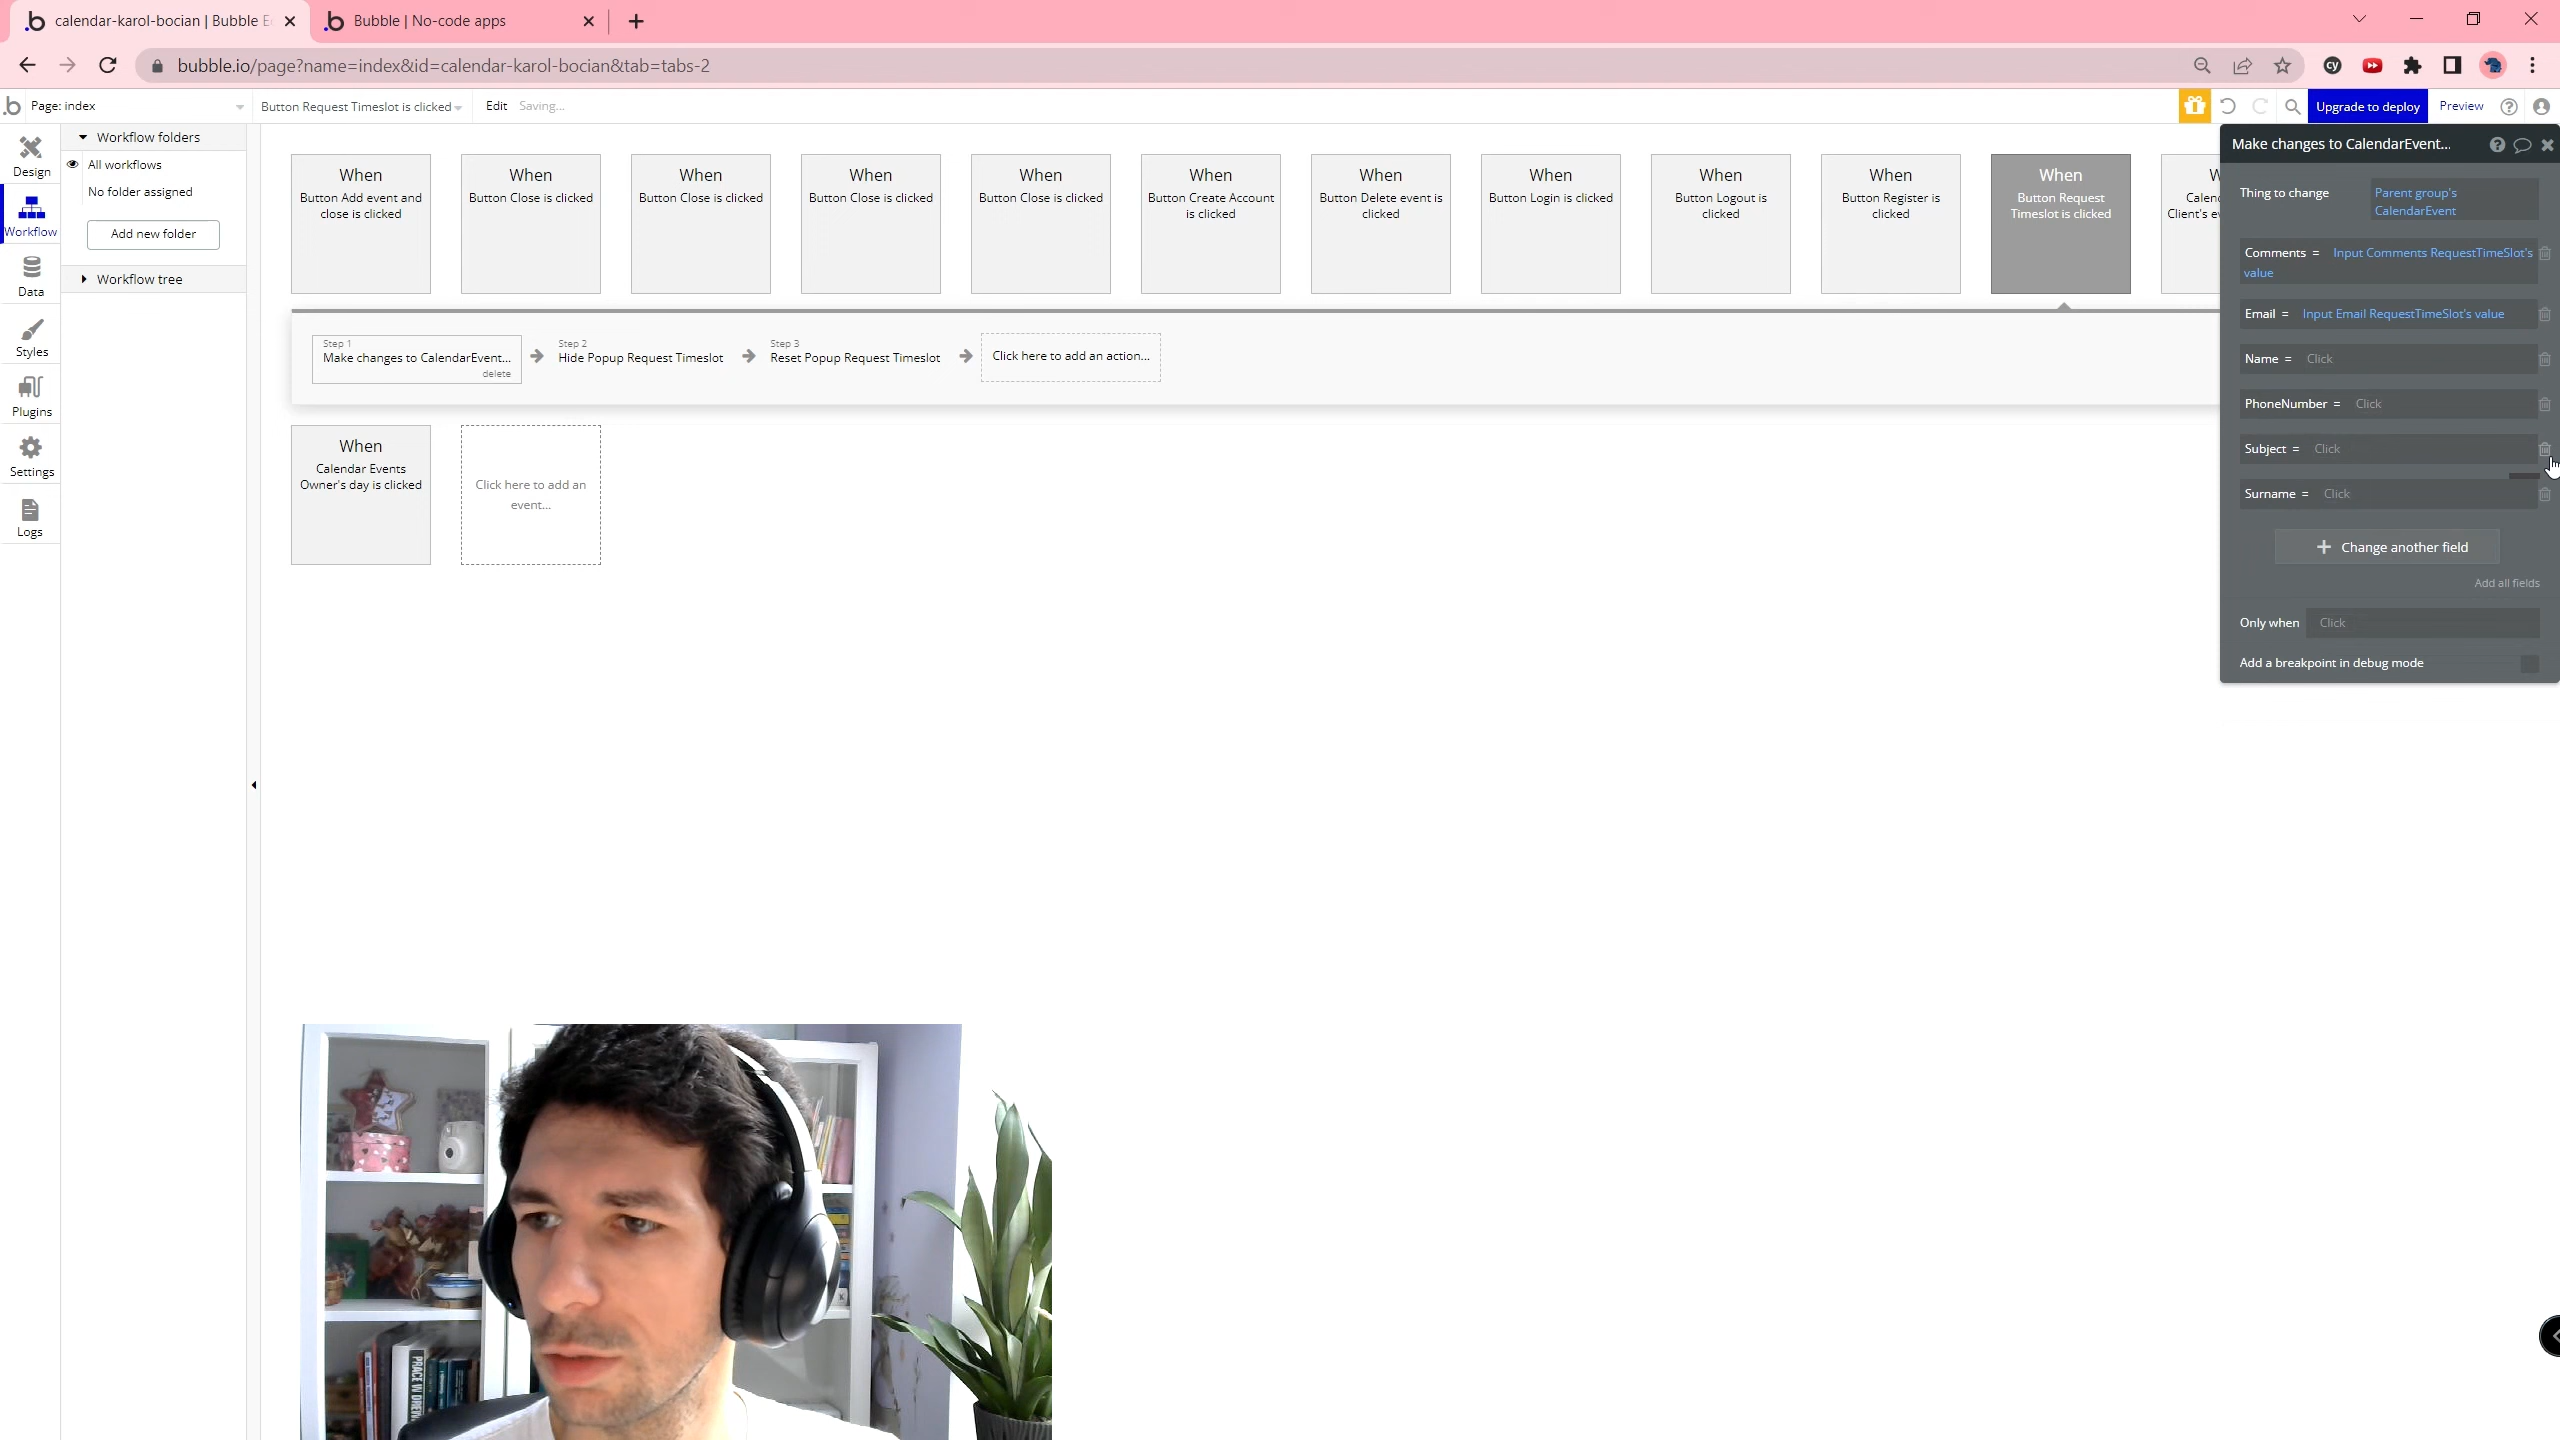 calendar-karol-bocian | Bubble E
Bubble | No-code apps
bubble.io/page?name=index&id=calendar-karol-bocian&tab=tabs-2
Page: index
Button Request Timeslot is clicked
Edit
Saving...
Upgrade to deploy
Preview
Design
Workflow
Data
Styles
Plugins
Settings
Logs
Workflow folders
All workflows
No folder assigned
Add new folder
Workflow tree
When
Button Add event and
close is clicked
When
Button Close is clicked
When
Button Close is clicked
When
Button Close is clicked
When
Button Close is clicked
When
Button Create Account
is clicked
When
Button Delete event is
clicked
When
Button Login is clicked
When
Button Logout is
clicked
When
Button Register is
clicked
When
Button Request
Timeslot is clicked
W
Calen
Client's ev
Step 1
Make changes to CalendarEvent...
delete
Step 2
Hide Popup Request Timeslot
Step 3
Reset Popup Request Timeslot
Click here to add an action...
When
Calendar Events
Owner's day is clicked
Click here to add an
event...
Make changes to CalendarEvent...
Thing to change
Parent group's
CalendarEvent
Comments = Input Comments RequestTimeSlot's
value
Email = Input Email RequestTimeSlot's value
Name = Click
PhoneNumber = Click
Subject = Click
Surname = Click
+ Change another field
Add all fields
Only when Click
Add a breakpoint in debug mode
PRACE W DREW